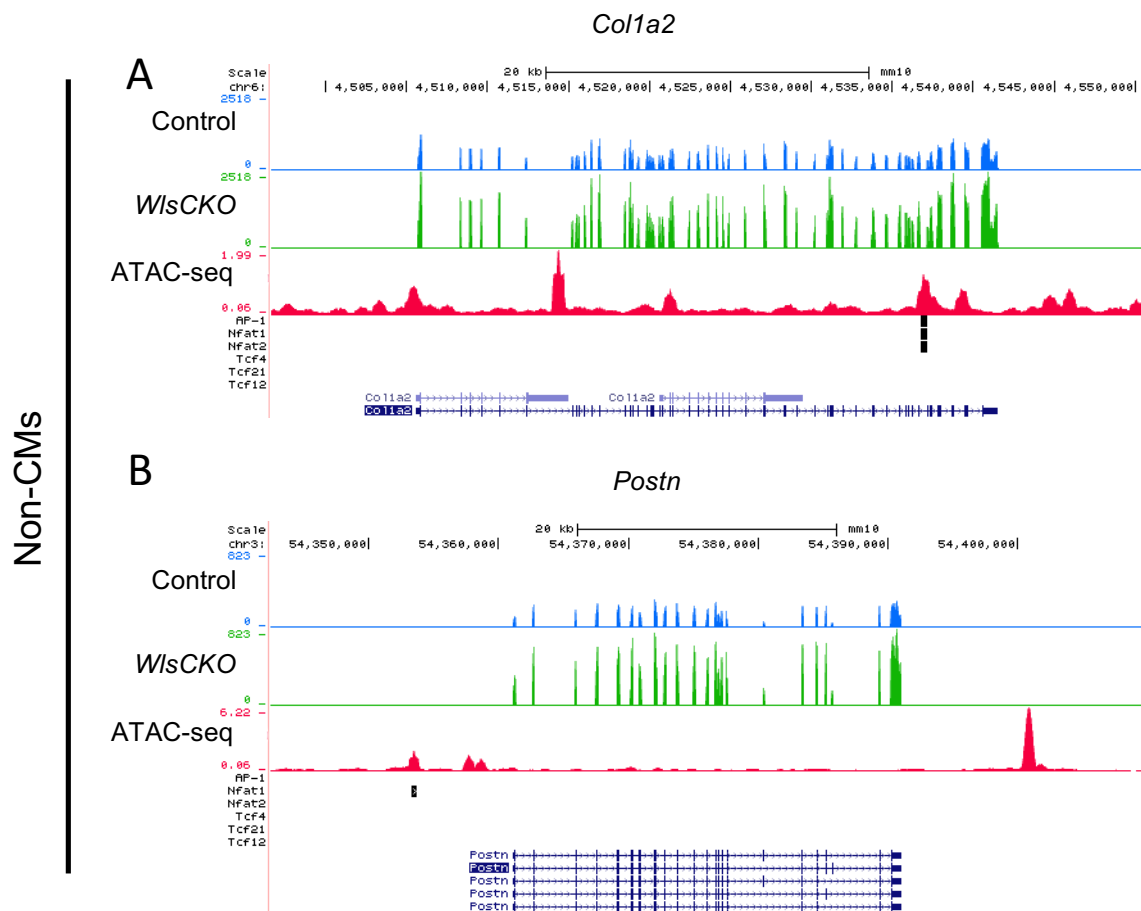 Col1a2
A
Scale 20 kb mm10
chr6: 4,505,000 4,510,000 4,515,000 4,520,000 4,525,000 4,530,000 4,535,000 4,540,000 4,545,000 4,550,000
2518
Control
0
2518
WlsCKO
0
1.99
ATAC-seq
0.06
AP-1
Nfat1
Nfat2
Tcf4
Tcf21
Tcf12
Col1a2 Col1a2
Col1a2
Non-CMs
B
Postn
Scale 20 kb mm10
chr3: 54,350,000 54,360,000 54,370,000 54,380,000 54,390,000 54,400,000
823
Control
0
823
WlsCKO
0
6.22
ATAC-seq
0.06
AP-1
Nfat1
Nfat2
Tcf4
Tcf21
Tcf12
Postn
Postn
Postn
Postn
Postn